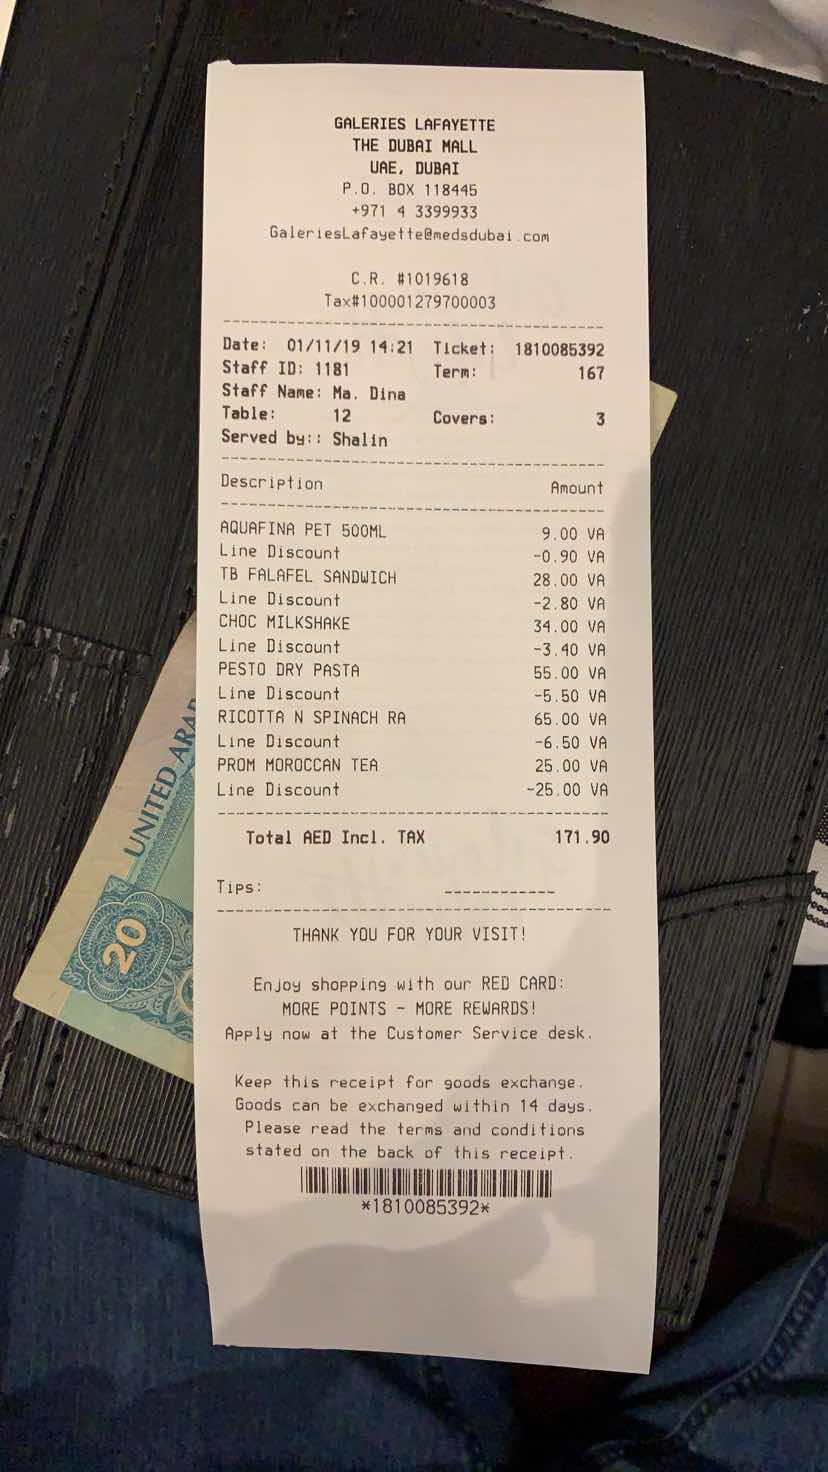 GALERIES LAFAYETTE
THE DUBAI MALL
UAE, DUBAI
P.O. BOX 118445
+971 4 3399933
GaleriesLafayette@medsdubai.com
C.R. #1019618
Tax#100001279700003
Date: 01/11/19 14:21 Ticket: 1810085392
Staff ID: 1181 Term: 167
Staff Name: Ma. Dina
Table: 12 Covers: 3
Served by:: Shalin
Description Amount
AQUAFINA PET 500ML 9.00 VA
Line Discount -0.90 VA
TB FALAFEL SANDWICH 28.00 VA
Line Discount -2.80 VA
CHOC MILKSHAKE 34.00 VA
Line Discount -3.40 VA
PESTO DRY PASTA 55.00 VA
Line Discount -5.50 VA
RICOTTA N SPINACH RA 65.00 VA
Line Discount -6.50 VA
PROM MOROCCAN TEA 25.00 VA
Line Discount -25.00 VA
Total AED Incl. TAX 171.90
Tips: ____________
THANK YOU FOR YOUR VISIT!
Enjoy shopping with our RED CARD:
MORE POINTS - MORE REWARDS!
Apply now at the Customer Service desk.
Keep this receipt for goods exchange.
Goods can be exchanged within 14 days.
Please read the terms and conditions
stated on the back of this receipt.
*1810085392*
UNITED ARAB
20